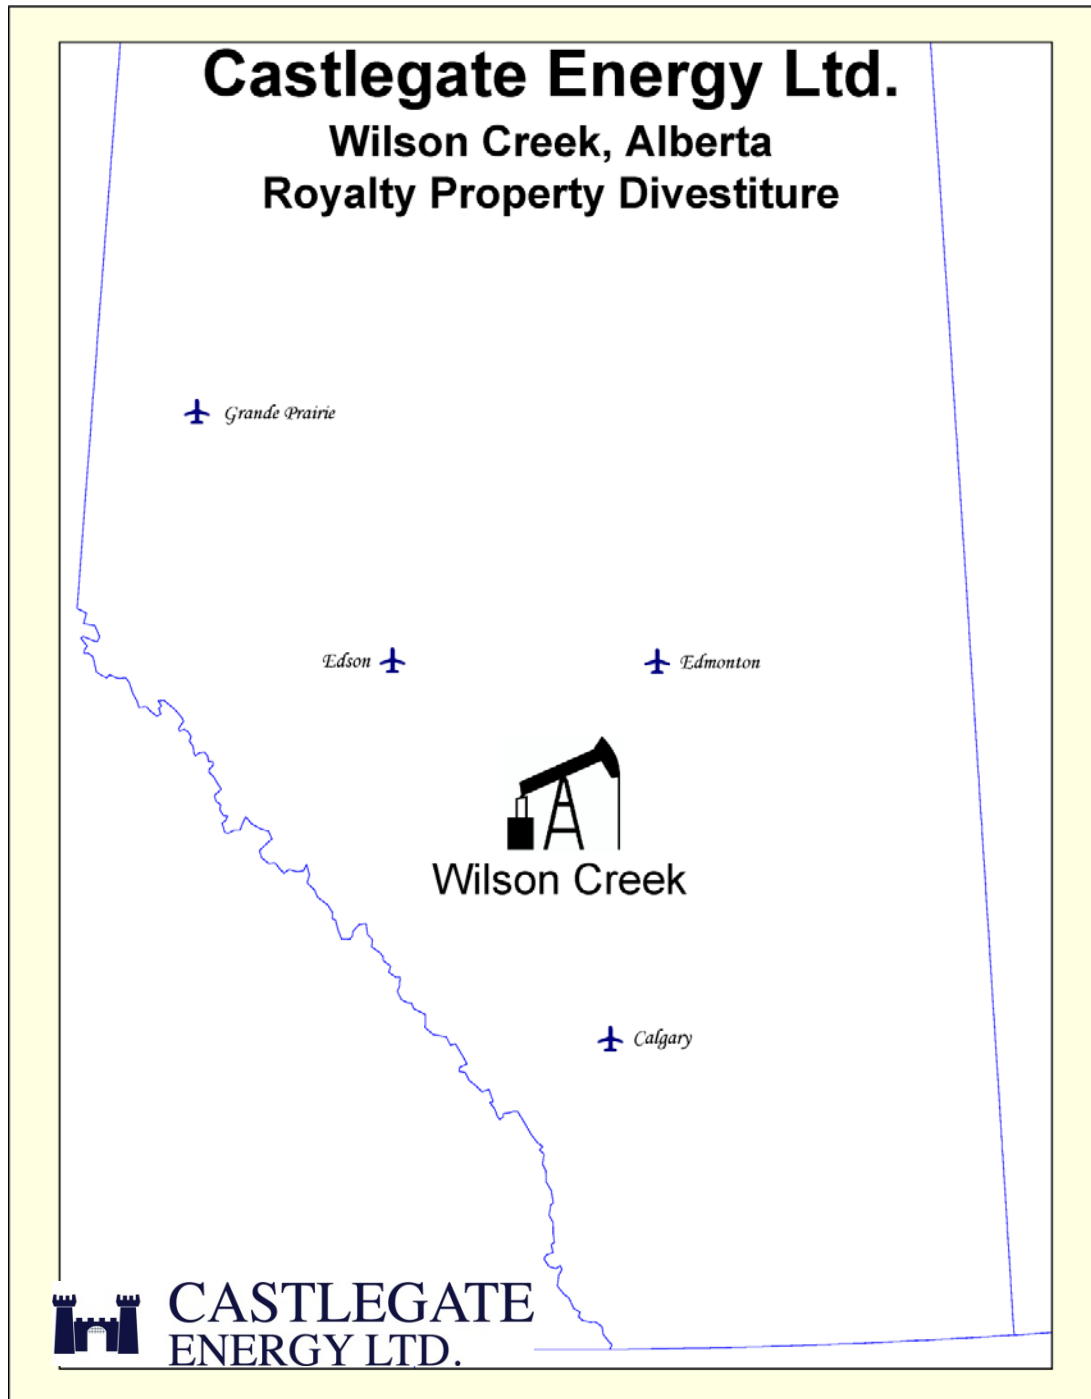 Castlegate Energy Ltd.
Wilson Creek, Alberta
Royalty Property Divestiture
Grande Prairie
Edson
Edmonton
Wilson Creek
Calgary
CASTLEGATE
ENERGY LTD.